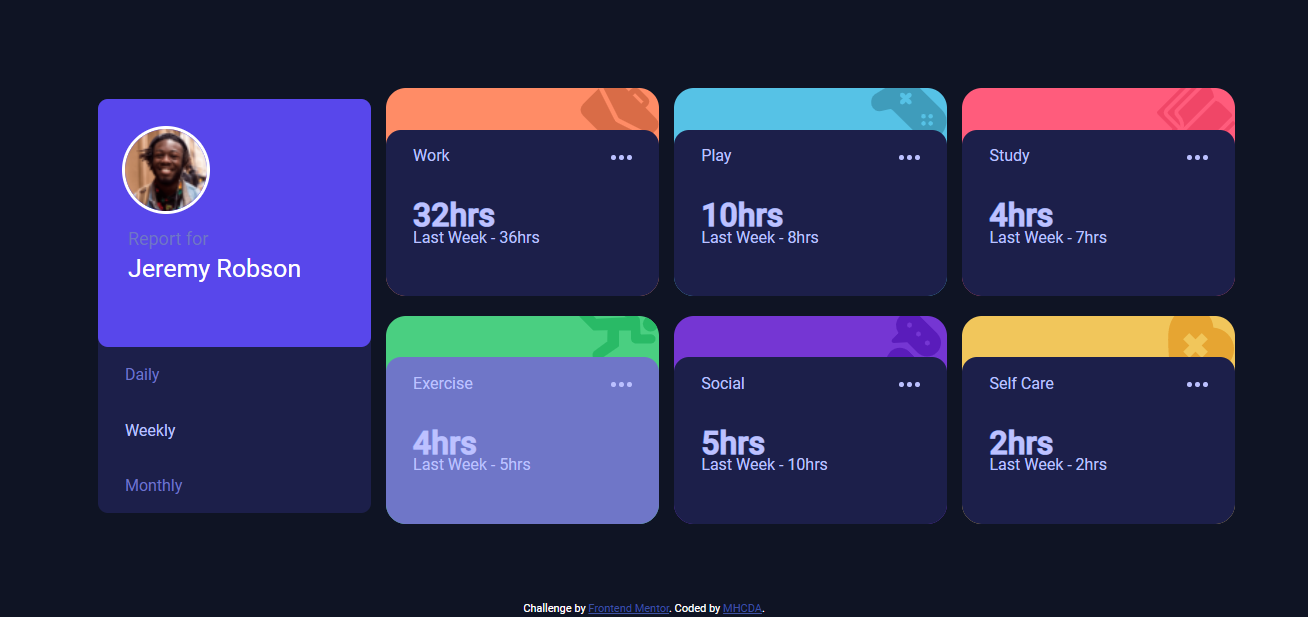 Report for
Jeremy Robson
Daily
Weekly
Monthly
Work
32hrs
Last Week - 36hrs
Play
10hrs
Last Week - 8hrs
Study
4hrs
Last Week - 7hrs
Exercise
4hrs
Last Week - 5hrs
Social
5hrs
Last Week - 10hrs
Self Care
2hrs
Last Week - 2hrs
Challenge by Frontend Mentor. Coded by MHCDA.